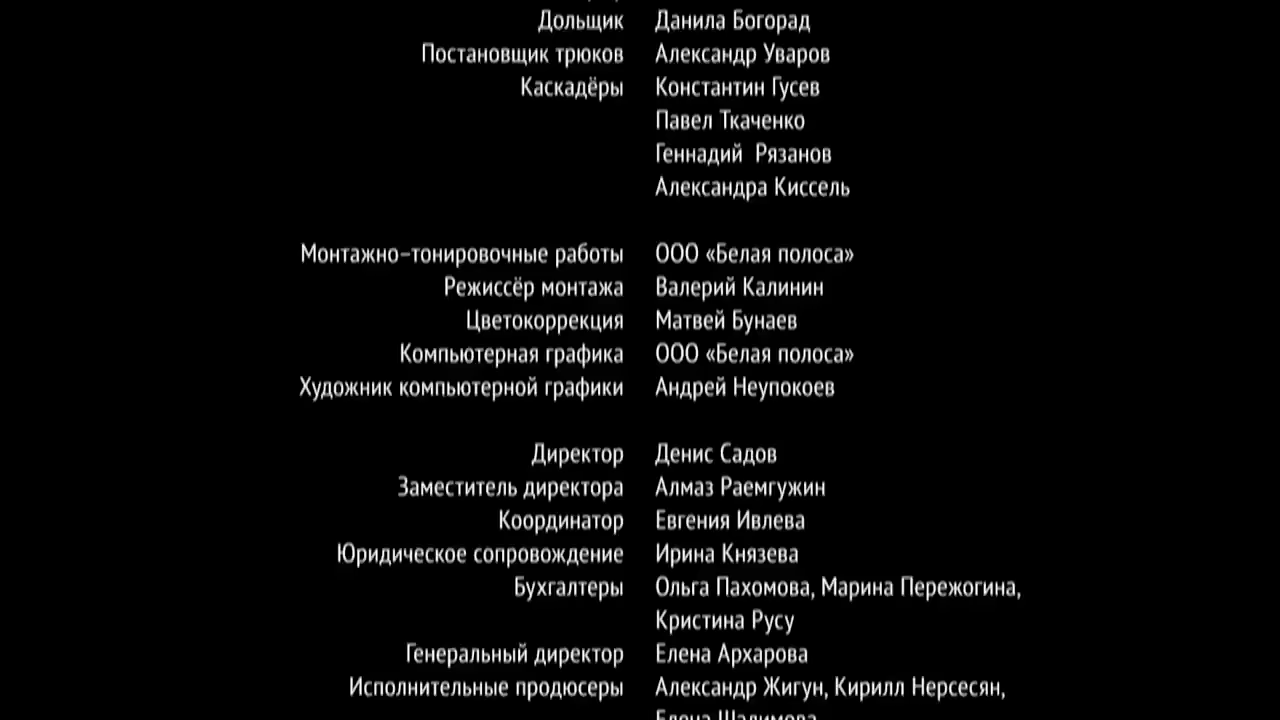 Дольщик Данила Богорад
Постановщик трюков Александр Уваров
Каскадёры Константин Гусев
Павел Ткаченко
Геннадий  Рязанов
Александра Киссель
Монтажно-тонировочные работы ООО «Белая полоса»
Режиссёр монтажа Валерий Калинин
Цветокоррекция Матвей Бунаев
Компьютерная графика ООО «Белая полоса»
Художник компьютерной графики Андрей Неупокоев
Директор Денис Садов
Заместитель директора Алмаз Раемгужин
Координатор Евгения Ивлева
Юридическое сопровождение Ирина Князева
Бухгалтеры Ольга Пахомова, Марина Пережогина,
Кристина Русу
Генеральный директор Елена Архарова
Исполнительные продюсеры Александр Жигун, Кирилл Нерсесян,
Елена Шалимова